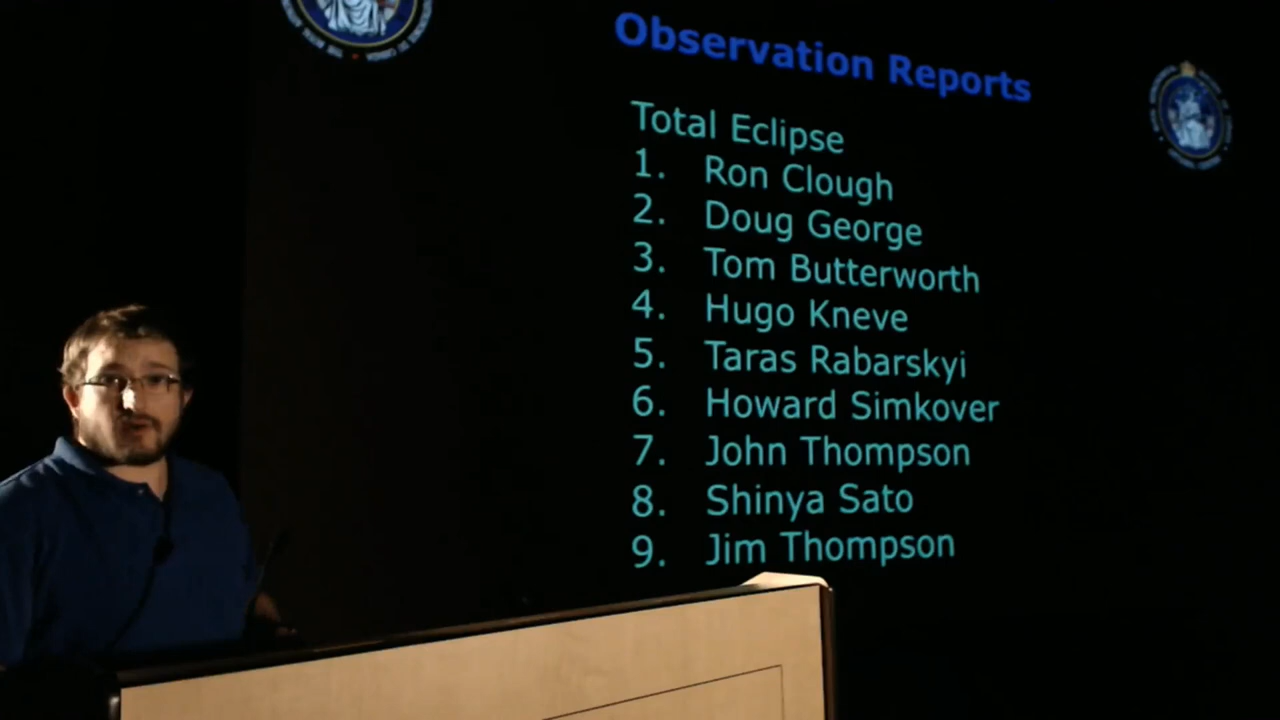 Observation Reports
Total Eclipse
1. Ron Clough
2. Doug George
3. Tom Butterworth
4. Hugo Kneve
5. Taras Rabarskyi
6. Howard Simkover
7. John Thompson
8. Shinya Sato
9. Jim Thompson